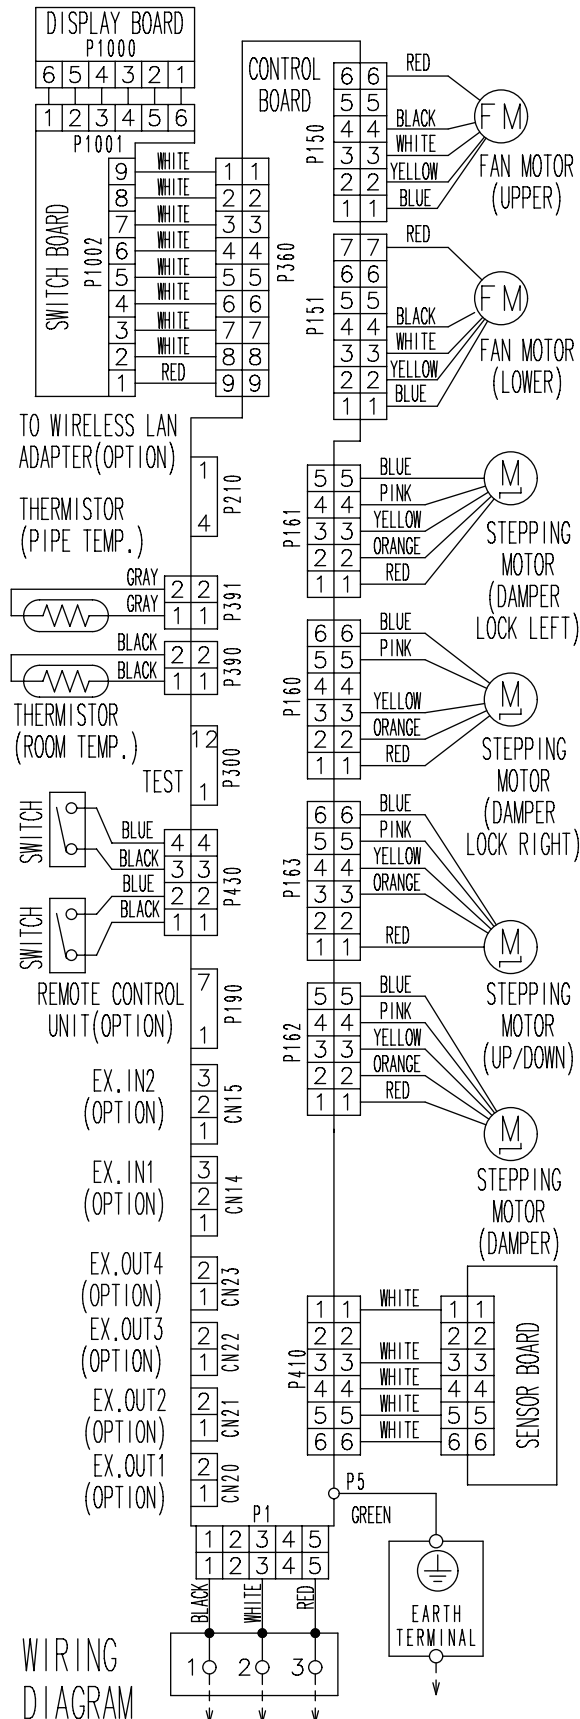 DISPLAY BOARD
P1000
6 5 4 3 2 1
1 2 3 4 5 6
P1001
SWITCH BOARD
P1002
9 WHITE 1 1
8 WHITE 2 2
7 WHITE 3 3
6 WHITE 4 4
5 WHITE 5 5
4 WHITE 6 6
3 WHITE 7 7
2 WHITE 8 8
1 RED 9 9
P360
CONTROL
BOARD
TO WIRELESS LAN
ADAPTER(OPTION)
1
4
P210
THERMISTOR
(PIPE TEMP.)
GRAY 2 2
GRAY 1 1
P391
BLACK 2 2
BLACK 1 1
P390
THERMISTOR
(ROOM TEMP.)
12
TEST 1
P300
SWITCH
BLUE 4 4
BLACK 3 3
BLUE 2 2
BLACK 1 1
P430
SWITCH
REMOTE CONTROL
UNIT(OPTION)
7
1
P190
EX.IN2
(OPTION)
3
2
1
CN15
EX.IN1
(OPTION)
3
2
1
CN14
EX.OUT4
(OPTION)
2
1
CN23
EX.OUT3
(OPTION)
2
1
CN22
EX.OUT2
(OPTION)
2
1
CN21
EX.OUT1
(OPTION)
2
1
CN20
P150
6 6 RED
5 5
4 4 BLACK
3 3 WHITE
2 2 YELLOW
1 1 BLUE
FM
FAN MOTOR
(UPPER)
P151
7 7 RED
6 6
5 5
4 4 BLACK
3 3 WHITE
2 2 YELLOW
1 1 BLUE
FM
FAN MOTOR
(LOWER)
P161
5 5 BLUE
4 4 PINK
3 3 YELLOW
2 2 ORANGE
1 1 RED
M
STEPPING
MOTOR
(DAMPER
LOCK LEFT)
P160
6 6 BLUE
5 5 PINK
4 4
3 3 YELLOW
2 2 ORANGE
1 1 RED
M
STEPPING
MOTOR
(DAMPER
LOCK RIGHT)
P163
6 6 BLUE
5 5 PINK
4 4 YELLOW
3 3 ORANGE
2 2
1 1 RED
M
STEPPING
MOTOR
(UP/DOWN)
P162
5 5 BLUE
4 4 PINK
3 3 YELLOW
2 2 ORANGE
1 1 RED
M
STEPPING
MOTOR
(DAMPER)
P410
1 1 WHITE 1 1
2 2 2 2
3 3 WHITE 3 3
4 4 WHITE 4 4
5 5 WHITE 5 5
6 6 WHITE 6 6
SENSOR BOARD
P5
GREEN
EARTH
TERMINAL
P1
1 2 3 4 5
1 2 3 4 5
BLACK WHITE RED
1 2 3
WIRING
DIAGRAM